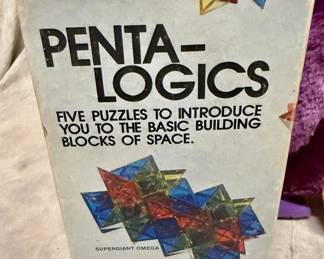 PENTA-
LOGICS
FIVE PUZZLES TO INTRODUCE
YOU TO THE BASIC BUILDING
BLOCKS OF SPACE.
SUPERGIANT OMEGA